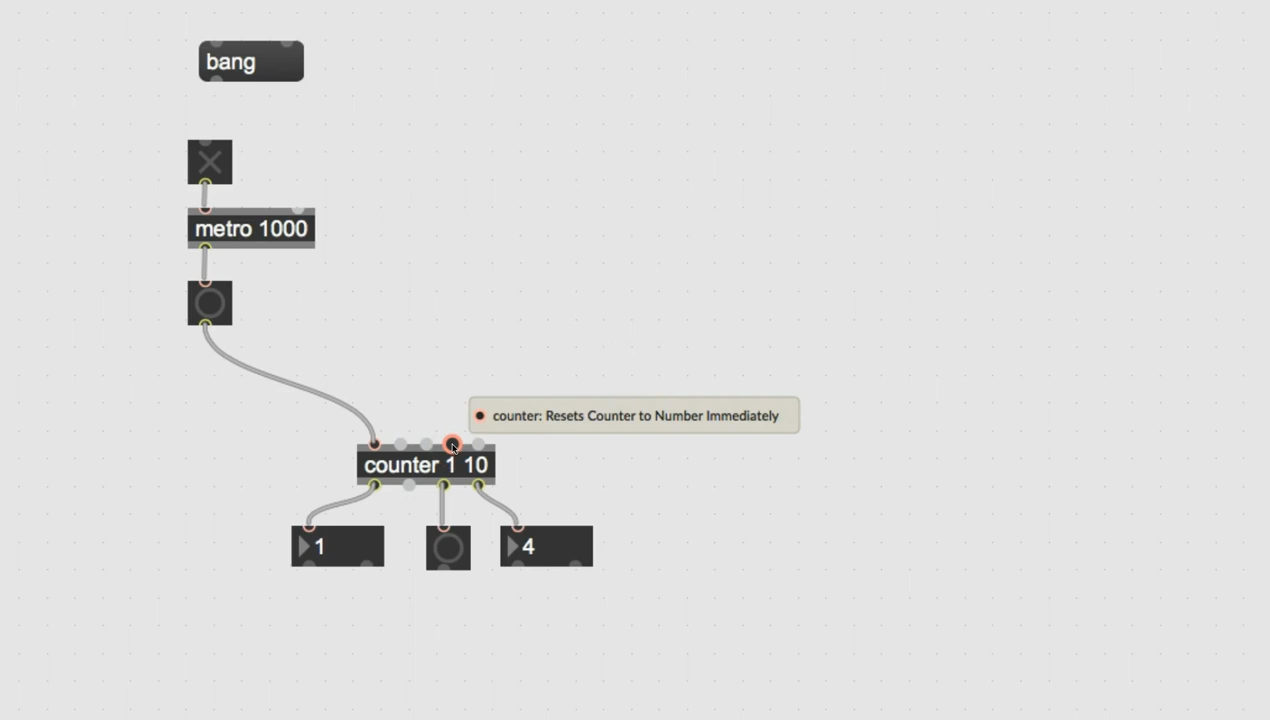 bang
metro 1000
counter: Resets Counter to Number Immediately
counter 1 10
1
4